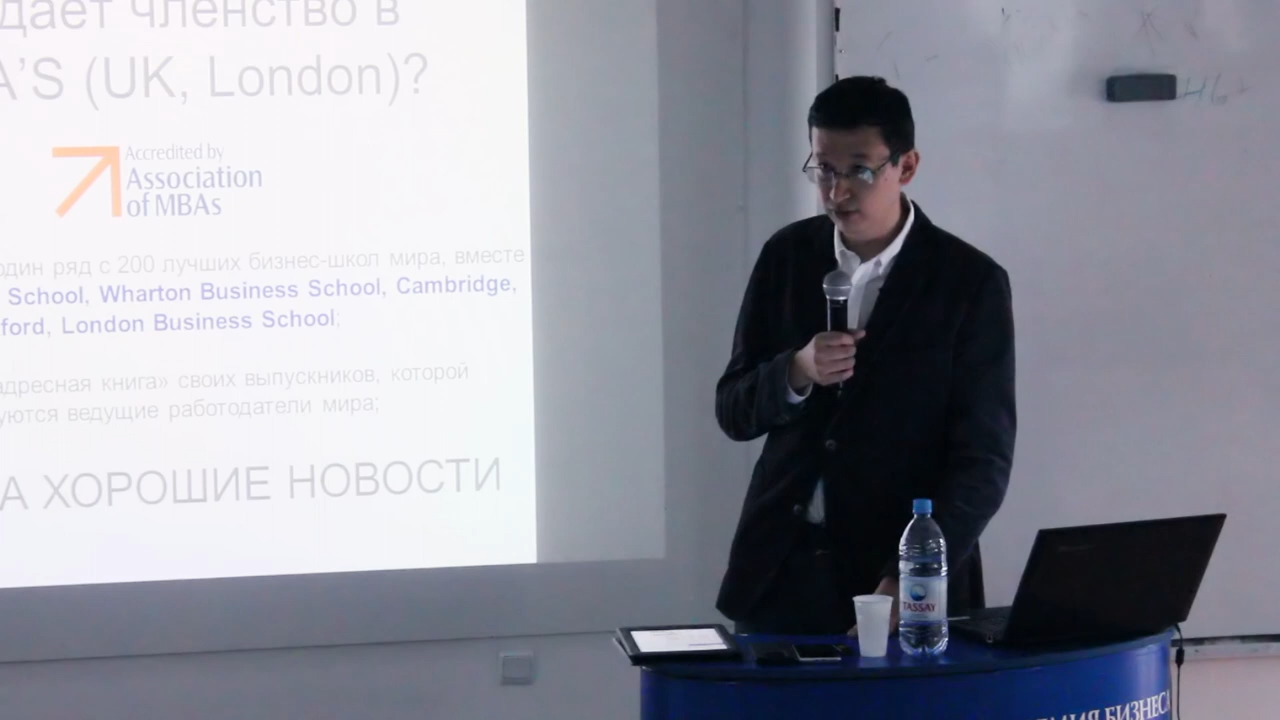 дает членство в
A'S (UK, London)?
Accredited by
Association
of MBAs
один ряд с 200 лучших бизнес-школ мира, вместе
School, Wharton Business School, Cambridge,
ford, London Business School;
адресная книга» своих выпускников, которой
уются ведущие работодатели мира;
А ХОРОШИЕ НОВОСТИ
TASSAY
МИЯ БИЗНЕСА